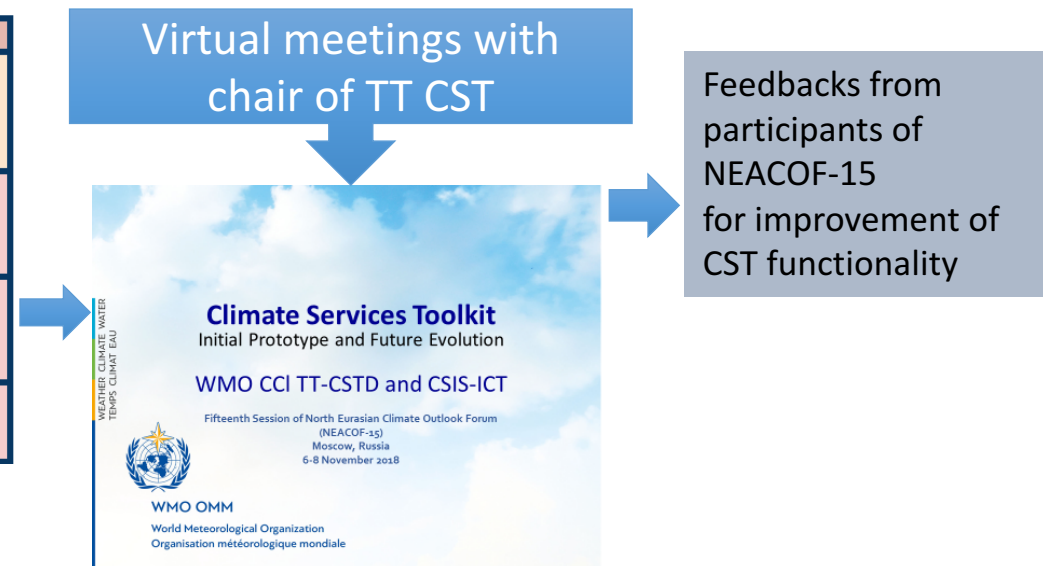 Virtual meetings with
chair of TT CST
Feedbacks from
participants of
NEACOF-15
for improvement of
CST functionality
WEATHER CLIMATE WATER
TEMPS CLIMAT EAU
Climate Services Toolkit
Initial Prototype and Future Evolution
WMO CCl TT-CSTD and CSIS-ICT
Fifteenth Session of North Eurasian Climate Outlook Forum
(NEACOF-15)
Moscow, Russia
6-8 November 2018
WMO OMM
World Meteorological Organization
Organisation météorologique mondiale